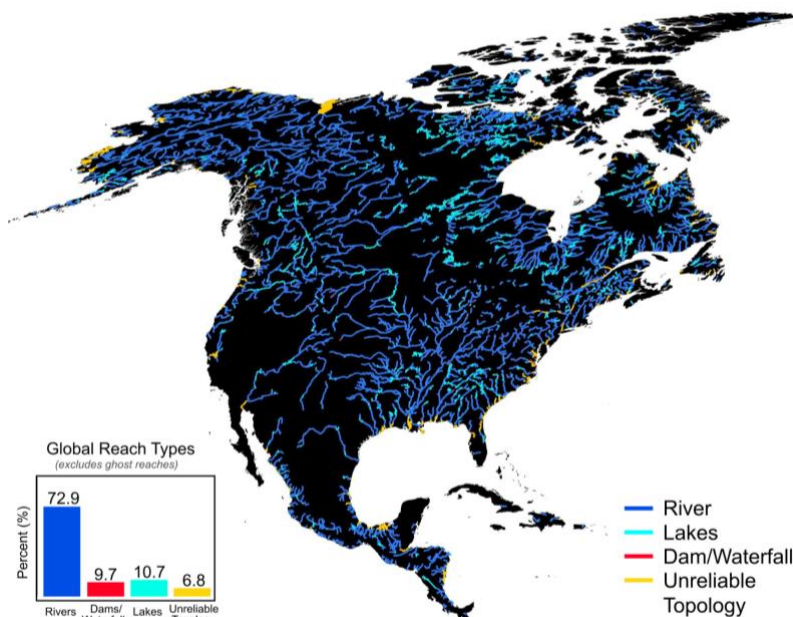 Global Reach Types
(excludes ghost reaches)
Percent (%)
72.9
9.7
10.7
6.8
Rivers
Dams/
Lakes
Unreliable
River
Lakes
Dam/Waterfall
Unreliable
Topology